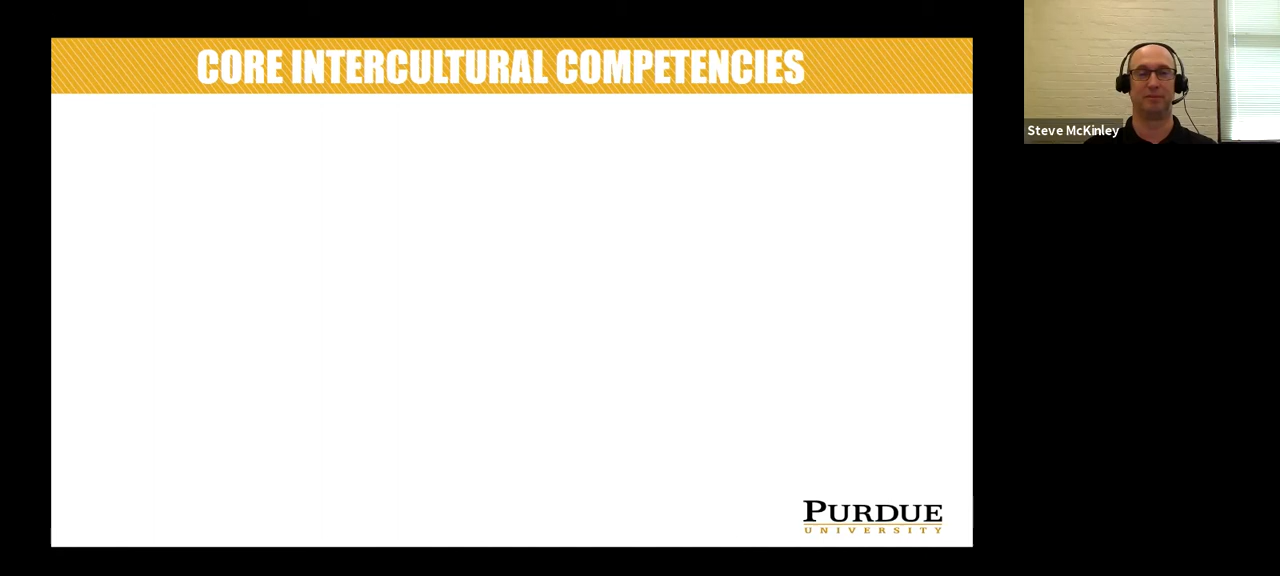 CORE INTERCULTURAL COMPETENCIES
Steve McKinley
PURDUE
UNIVERSITY